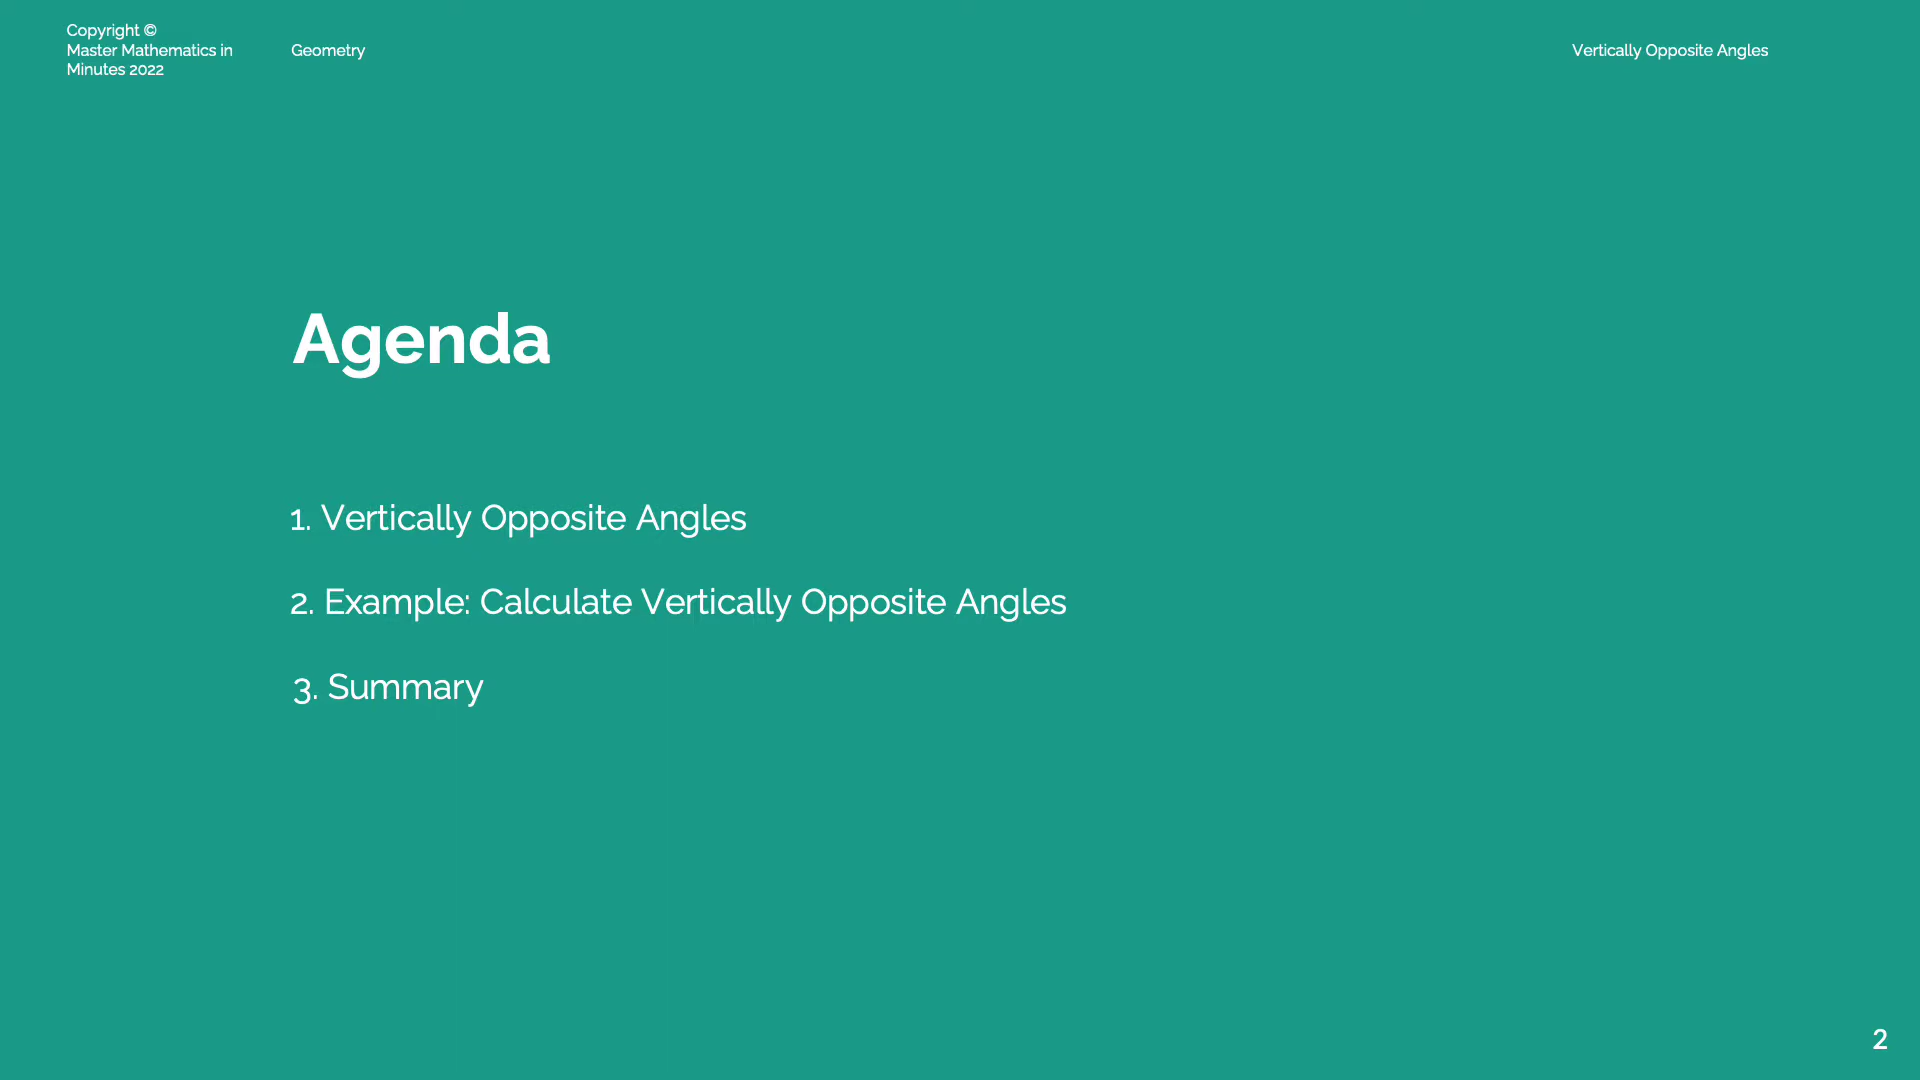 Copyright ©
Master Mathematics in
Minutes 2022
Geometry
Vertically Opposite Angles
Agenda
1. Vertically Opposite Angles
2. Example: Calculate Vertically Opposite Angles
3. Summary
2